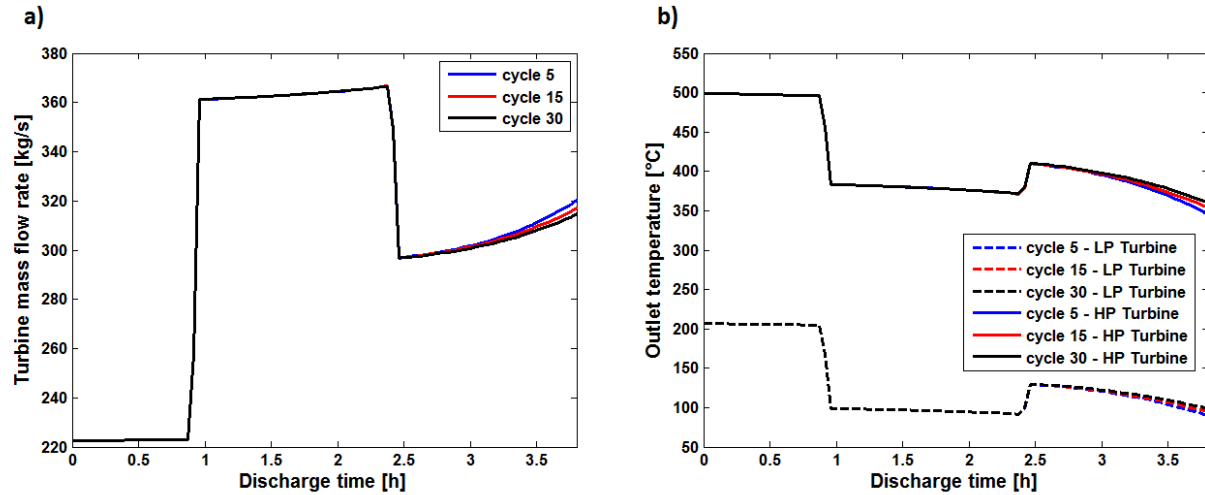 a)
Turbine mass flow rate [kg/s]
380
360
340
320
300
280
260
240
220
0 0.5 1 1.5 2 2.5 3 3.5
Discharge time [h]
cycle 5
cycle 15
cycle 30
b)
Outlet temperature [°C]
550
500
450
400
350
300
250
200
150
100
50
0 0.5 1 1.5 2 2.5 3 3.5
Discharge time [h]
cycle 5 - LP Turbine
cycle 15 - LP Turbine
cycle 30 - LP Turbine
cycle 5 - HP Turbine
cycle 15 - HP Turbine
cycle 30 - HP Turbine